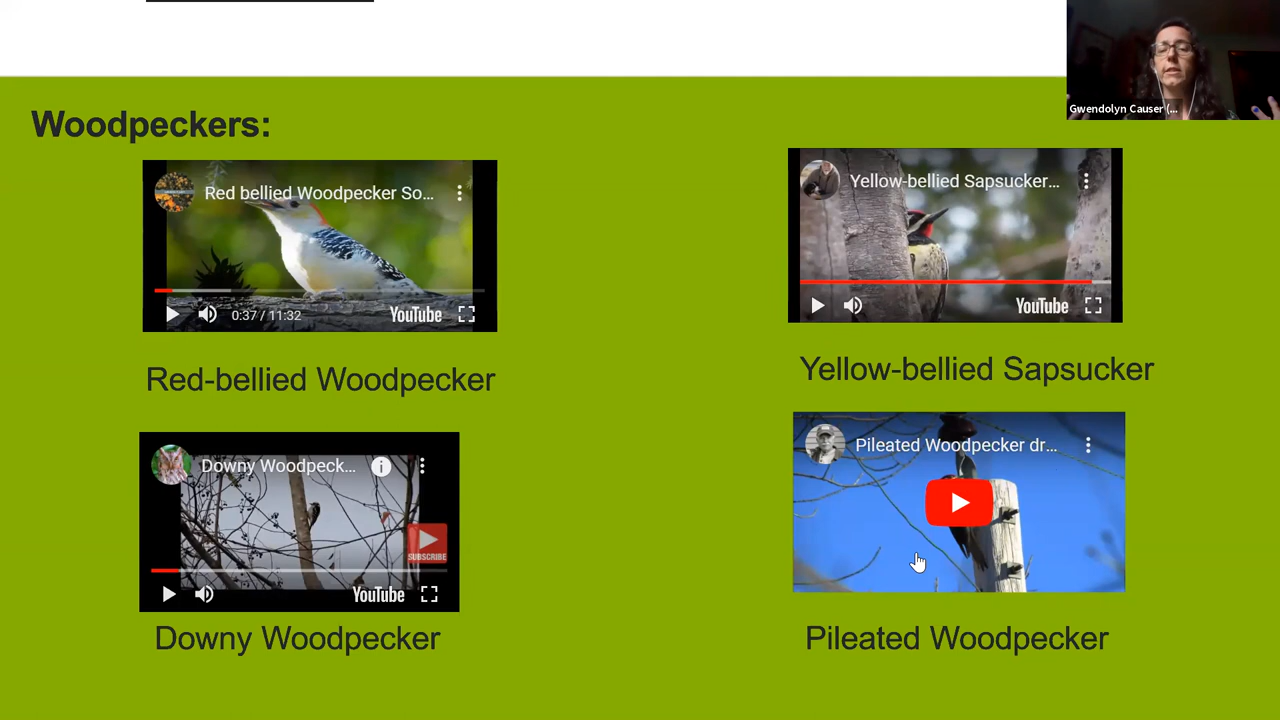 Gwendolyn Causer (...
Woodpeckers:
Red bellied Woodpecker So...
0:37 / 11:32
YouTube
Red-bellied Woodpecker
Yellow-bellied Sapsucker...
YouTube
Yellow-bellied Sapsucker
Downy Woodpeck...
SUBSCRIBE
YouTube
Downy Woodpecker
Pileated Woodpecker dr...
Pileated Woodpecker